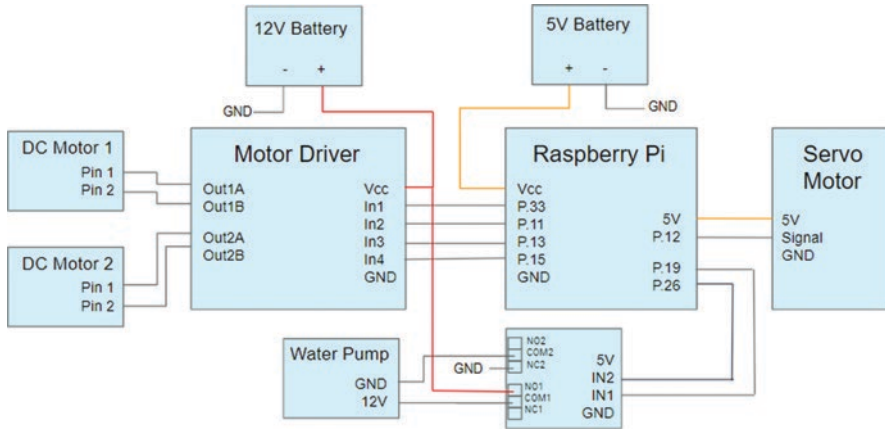 12V Battery
- +
GND
5V Battery
+ -
GND
DC Motor 1
Pin 1
Pin 2
DC Motor 2
Pin 1
Pin 2
Motor Driver
Out1A
Out1B
Out2A
Out2B
Vcc
In1
In2
In3
In4
GND
Raspberry Pi
Vcc
P.33
P.11
P.13
P.15
GND
5V
P.12
P.19
P.26
Servo
Motor
5V
Signal
GND
Water Pump
GND
12V
GND
NO2
COM2
NC2
NO1
COM1
NC1
5V
IN2
IN1
GND